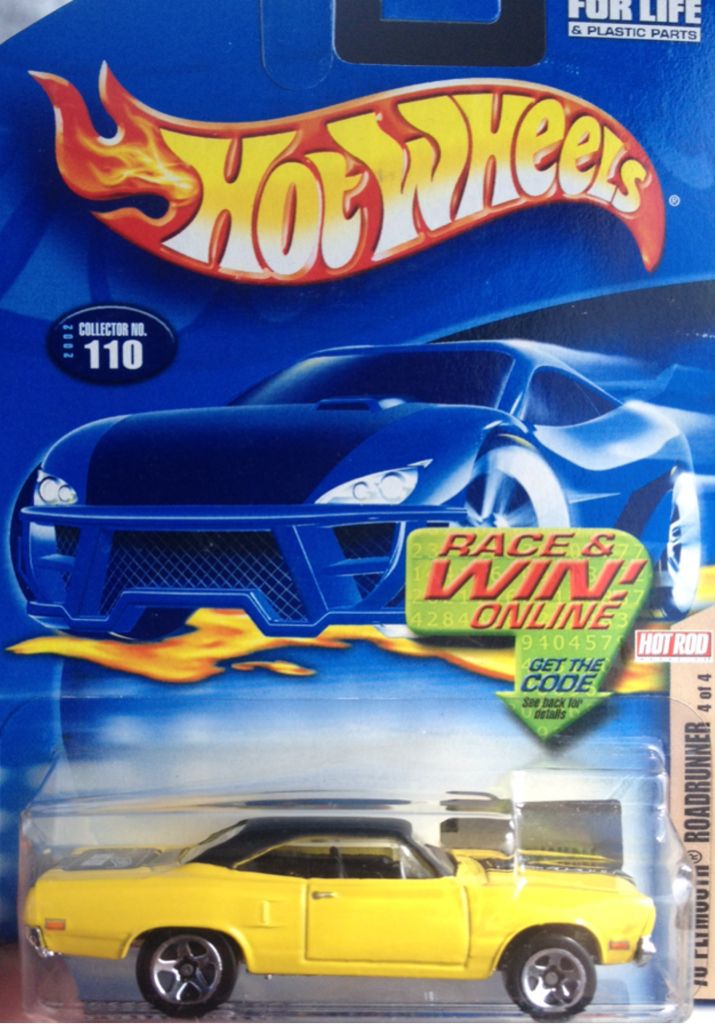 FOR LIFE
& PLASTIC PARTS
HOT WHEELS®
2002
COLLECTOR NO.
110
RACE &
WIN!
ONLINE
GET THE
CODE
See back for
details
HOT ROD
PLYMOUTH® ROADRUNNER 4 of 4